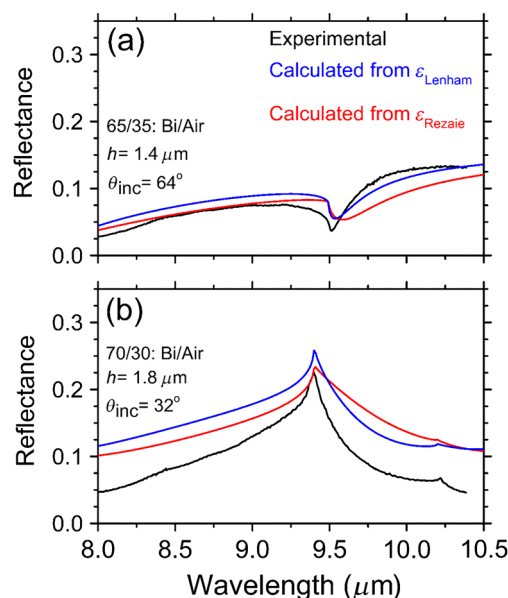 (a)
Experimental
Calculated from εLenham
Calculated from εRezaie
65/35: Bi/Air
h= 1.4 μm
θinc= 64°
Reflectance
0.3
0.2
0.1
0.0
(b)
70/30: Bi/Air
h= 1.8 μm
θinc= 32°
Reflectance
0.3
0.2
0.1
0.0
8.0 8.5 9.0 9.5 10.0 10.5
Wavelength (μm)